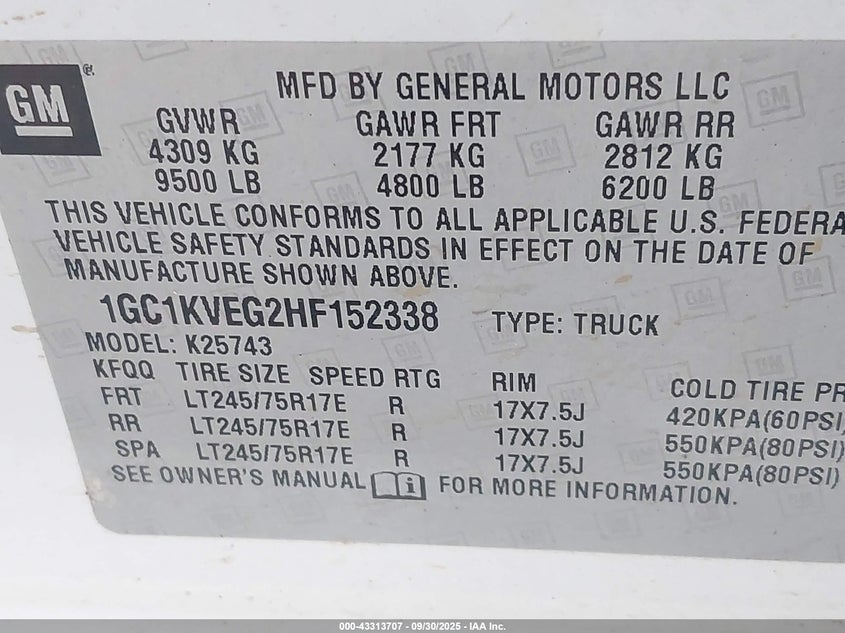 GM
MFD BY GENERAL MOTORS LLC
GVWR GAWR FRT GAWR RR
4309 KG 2177 KG 2812 KG
9500 LB 4800 LB 6200 LB
THIS VEHICLE CONFORMS TO ALL APPLICABLE U.S. FEDERA
VEHICLE SAFETY STANDARDS IN EFFECT ON THE DATE OF
MANUFACTURE SHOWN ABOVE.
1GC1KVEG2HF152338 TYPE: TRUCK
MODEL: K25743
KFQQ TIRE SIZE SPEED RTG RIM COLD TIRE PR
FRT LT245/75R17E R 17X7.5J 420KPA(60PSI)
RR LT245/75R17E R 17X7.5J 550KPA(80PSI)
SPA LT245/75R17E R 17X7.5J 550KPA(80PSI)
SEE OWNER'S MANUAL i FOR MORE INFORMATION.
000-43313707 - 09/30/2025 - IAA Inc.